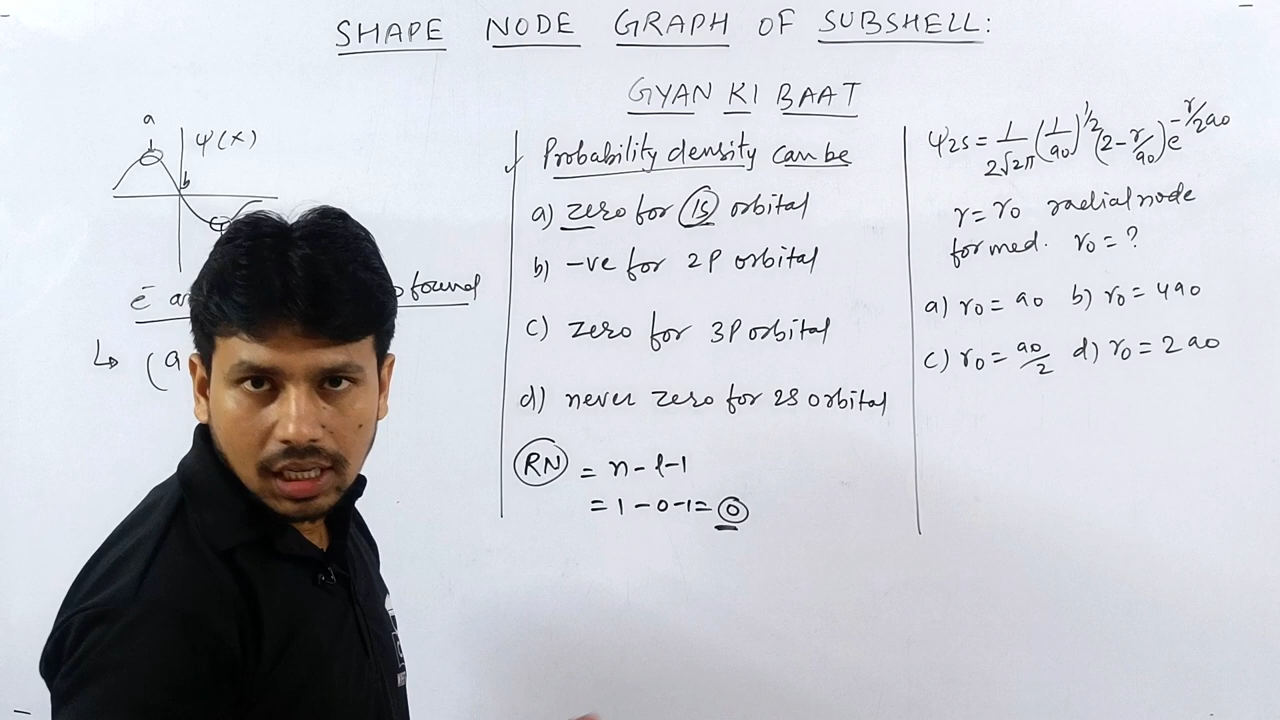 SHAPE NODE GRAPH OF SUBSHELL:
GYAN KI BAAT
a
ψ(x)
b
e⁻ found
↳ (a
✓ Probability density can be
a) zero for 1s orbital
b) -ve for 2P orbital
c) zero for 3P orbital
d) never zero for 2S orbital
RN = n-l-1
= 1-0-1= 0
ψ2s = 1/2√2π (1/a0)^1/2 (2-r/a0) e^-r/2a0
r = r0 radial node
formed. r0 = ?
a) r0 = a0 b) r0 = 4a0
c) r0 = a0/2 d) r0 = 2a0